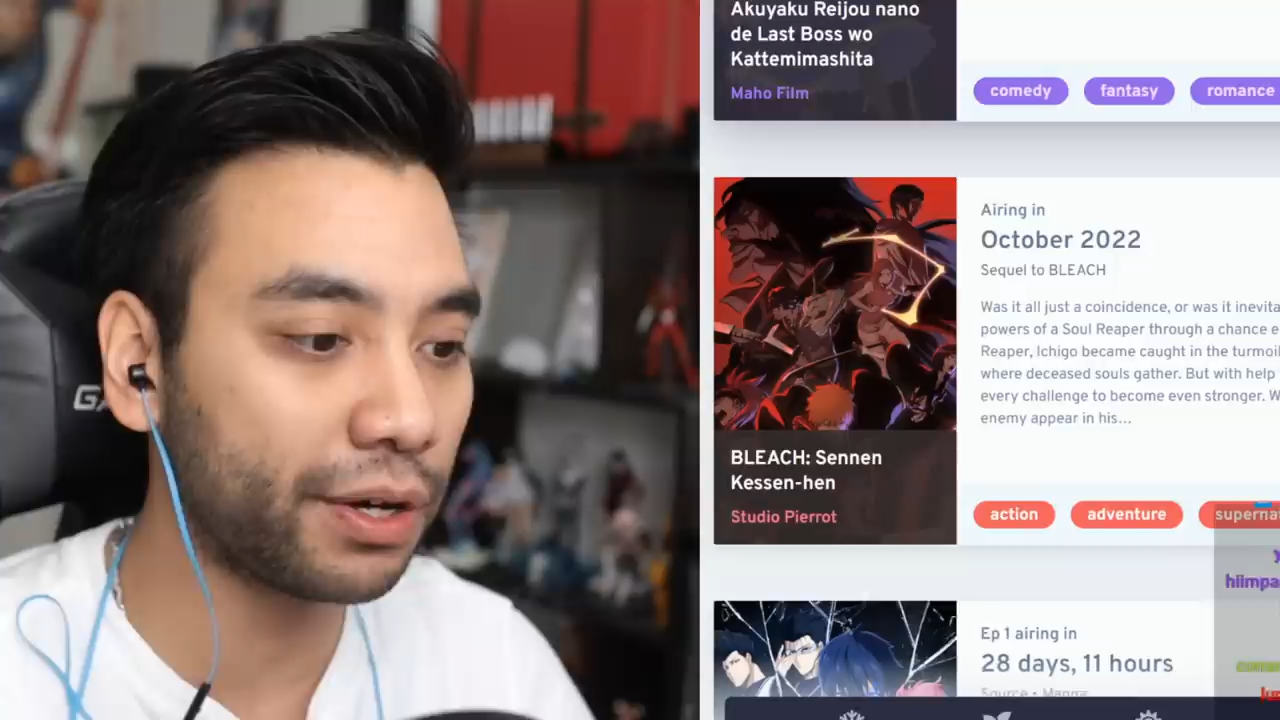 Akuyaku Reijou nano
de Last Boss wo
Kattemimashita
Maho Film
comedy
fantasy
romance
Airing in
October 2022
Sequel to BLEACH
Was it all just a coincidence, or was it
powers of a Soul Reaper through a chance
Reaper, Ichigo became caught in the
where deceased souls gather. But with help
every challenge to become even stronger.
enemy appear in his...
BLEACH: Sennen
Kessen-hen
Studio Pierrot
action
adventure
Ep 1 airing in
28 days, 11 hours
Source • Manga